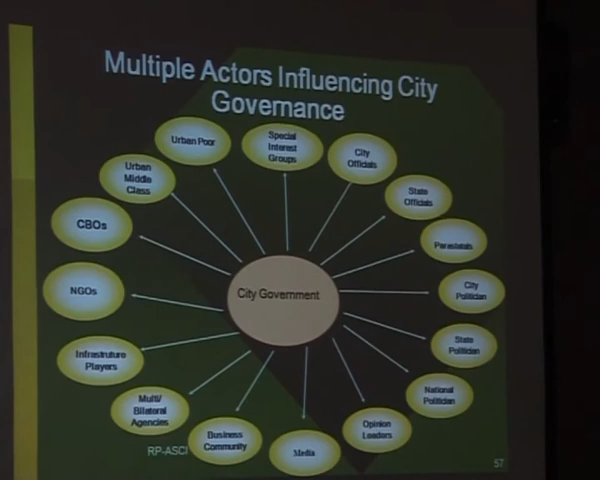 Multiple Actors Influencing City
Governance
Urban Poor
Special
Interest
Groups
City
Officials
Urban
Middle
Class
State
Officials
CBOs
Parastatals
NGOs
City Government
City
Politician
Infrastruture
Players
State
Politician
Multi/
Bilateral
Agencies
National
Politician
Business
Community
Media
Opinion
Leaders
RP-ASCI
57